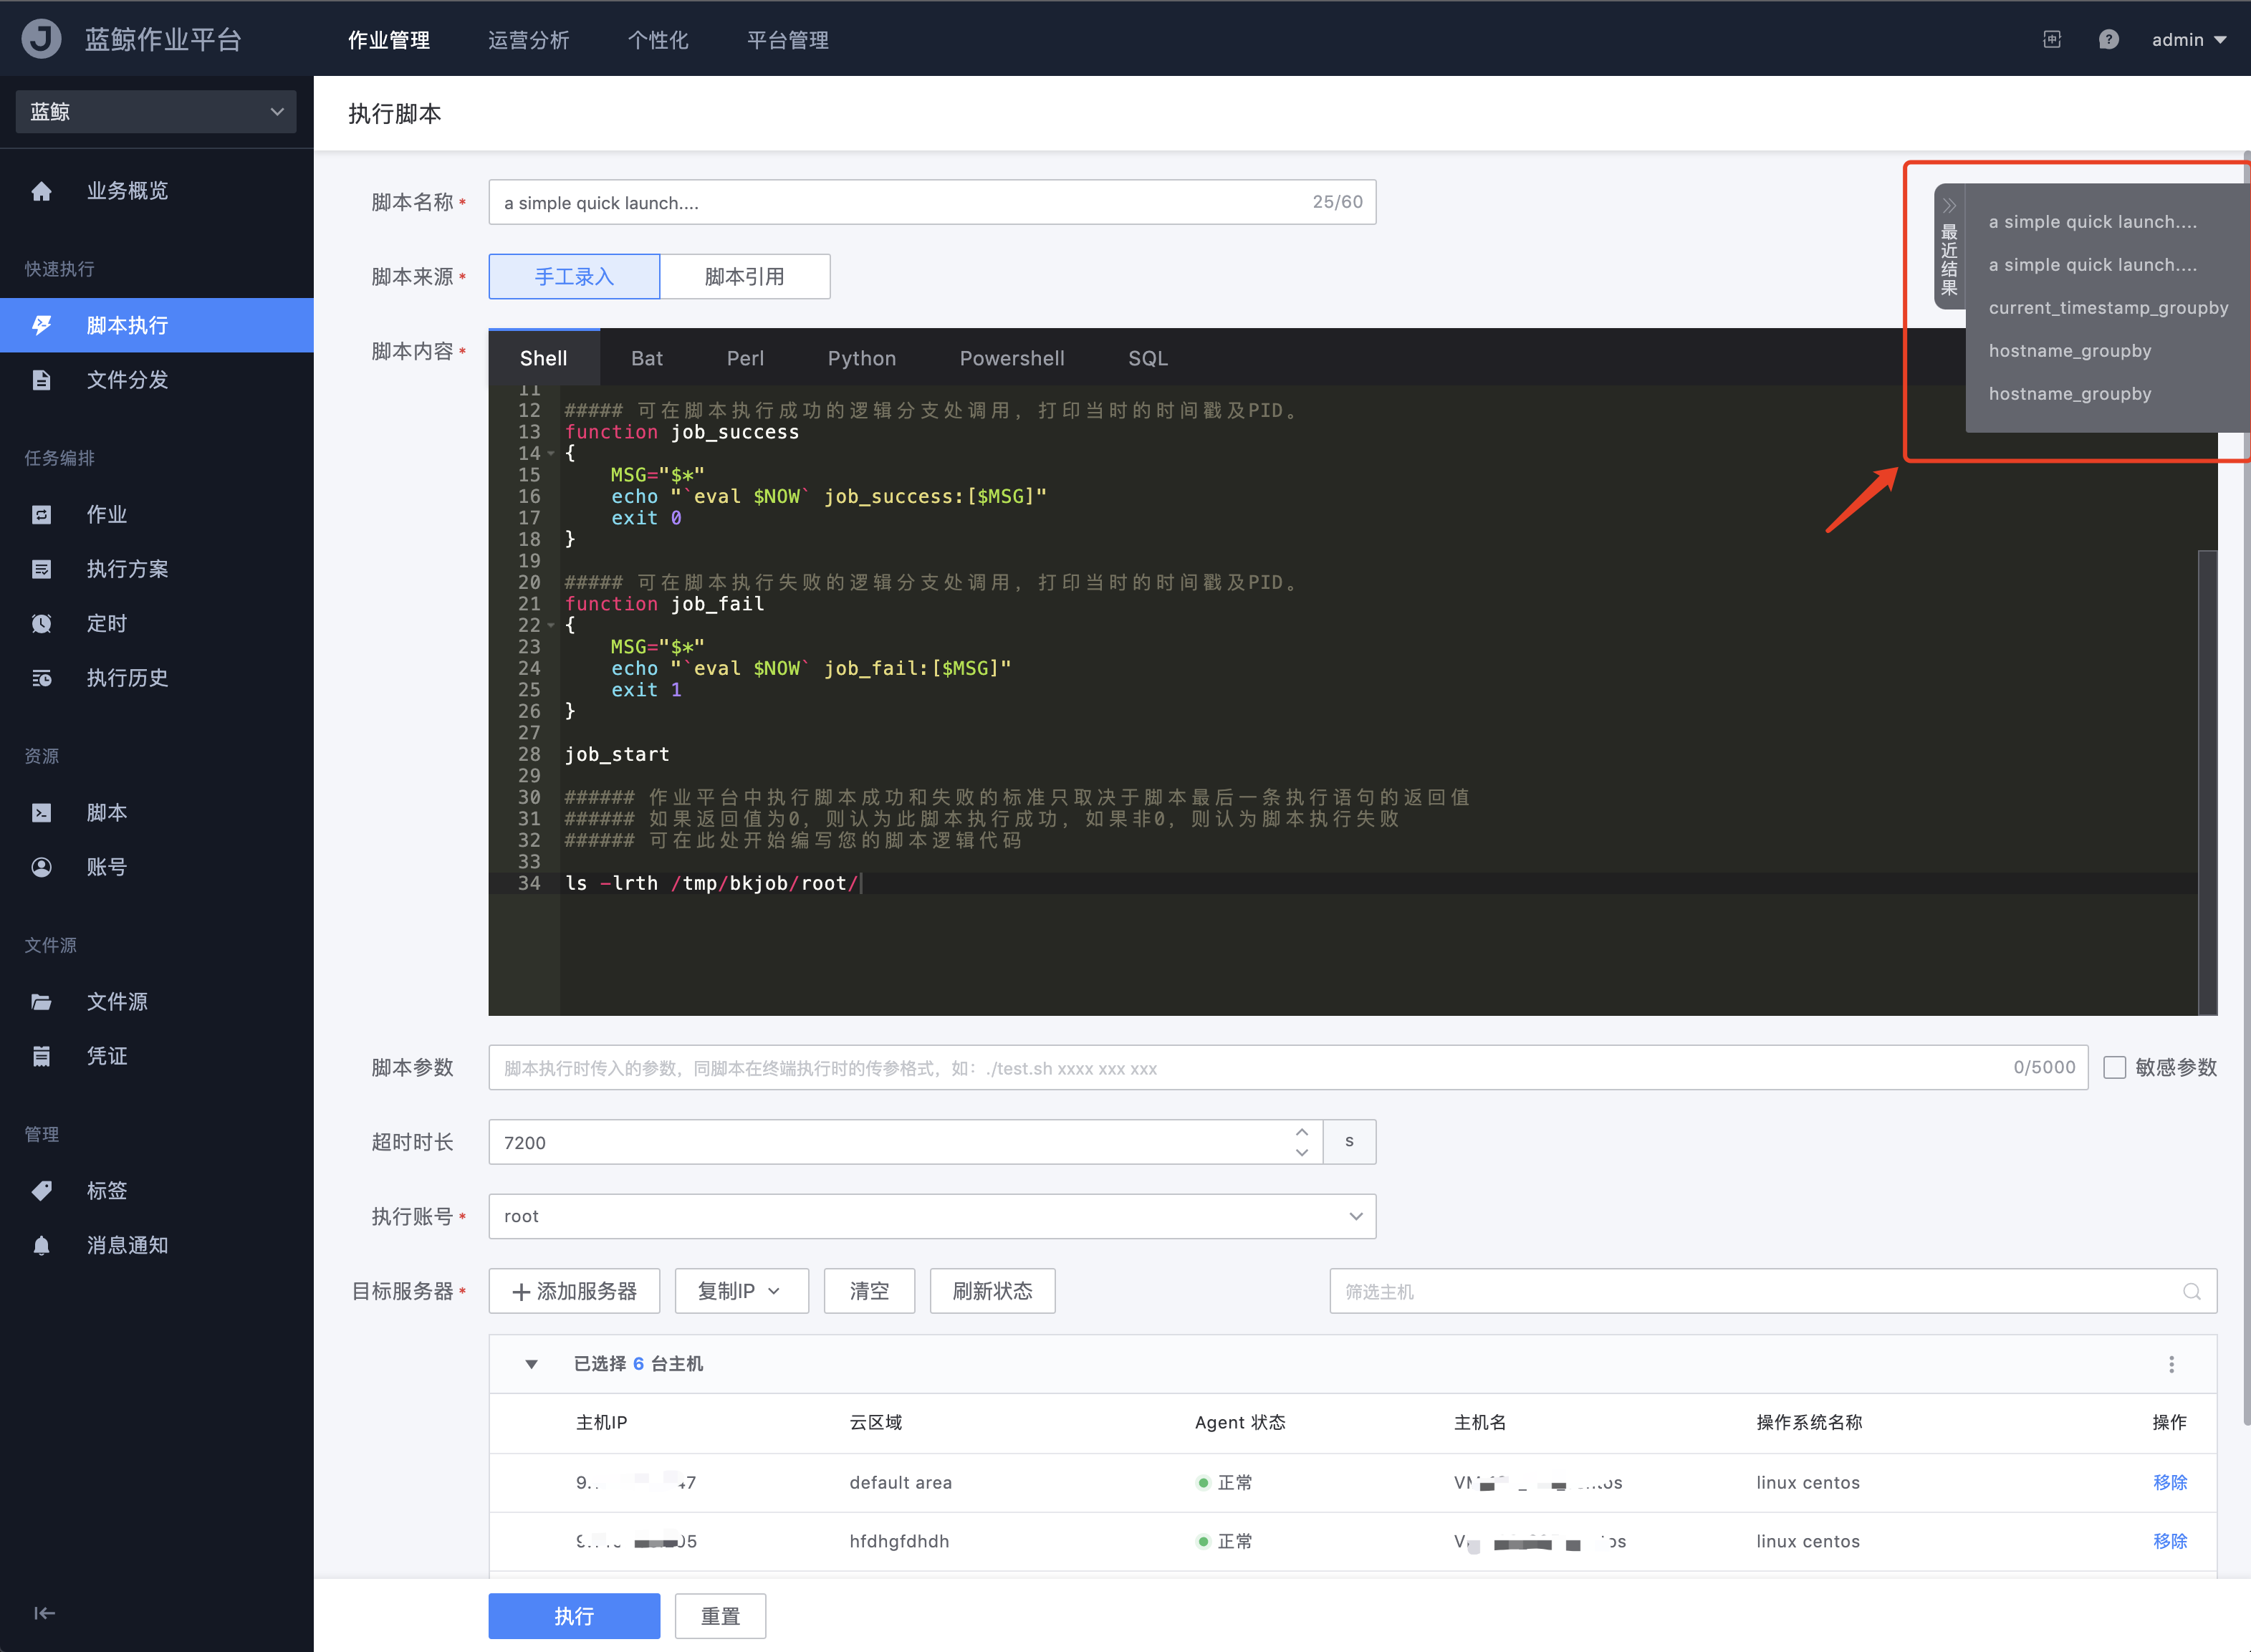 J 蓝鲸作业平台 作业管理 运营分析 个性化 平台管理 admin
蓝鲸
业务概览
快速执行
脚本执行
文件分发
任务编排
作业
执行方案
定时
执行历史
资源
脚本
账号
文件源
文件源
凭证
管理
标签
消息通知
执行脚本
脚本名称 * a simple quick launch.... 25/60
脚本来源 * 手工录入 脚本引用
最近结果
a simple quick launch....
a simple quick launch....
current_timestamp_groupby
hostname_groupby
hostname_groupby
脚本内容 * Shell Bat Perl Python Powershell SQL
11
12 ##### 可在脚本执行成功的逻辑分支处调用，打印当时的时间戳及PID。
13 function job_success
14 {
15     MSG="$*"
16     echo "`eval $NOW` job_success:[$MSG]"
17     exit 0
18 }
19
20 ##### 可在脚本执行失败的逻辑分支处调用，打印当时的时间戳及PID。
21 function job_fail
22 {
23     MSG="$*"
24     echo "`eval $NOW` job_fail:[$MSG]"
25     exit 1
26 }
27
28 job_start
29
30 ###### 作业平台中执行脚本成功和失败的标准只取决于脚本最后一条执行语句的返回值
31 ###### 如果返回值为0，则认为此脚本执行成功，如果非0，则认为脚本执行失败
32 ###### 可在此处开始编写您的脚本逻辑代码
33
34 ls -lrth /tmp/bkjob/root/
脚本参数 脚本执行时传入的参数，同脚本在终端执行时的传参格式，如：./test.sh xxxx xxx xxx 0/5000 敏感参数
超时时长 7200 s
执行账号 * root
目标服务器 * 添加服务器 复制IP 清空 刷新状态 筛选主机
已选择 6 台主机
主机IP 云区域 Agent 状态 主机名 操作系统名称 操作
default area 正常 linux centos 移除
hfdhgfdhdh 正常 linux centos 移除
执行 重置